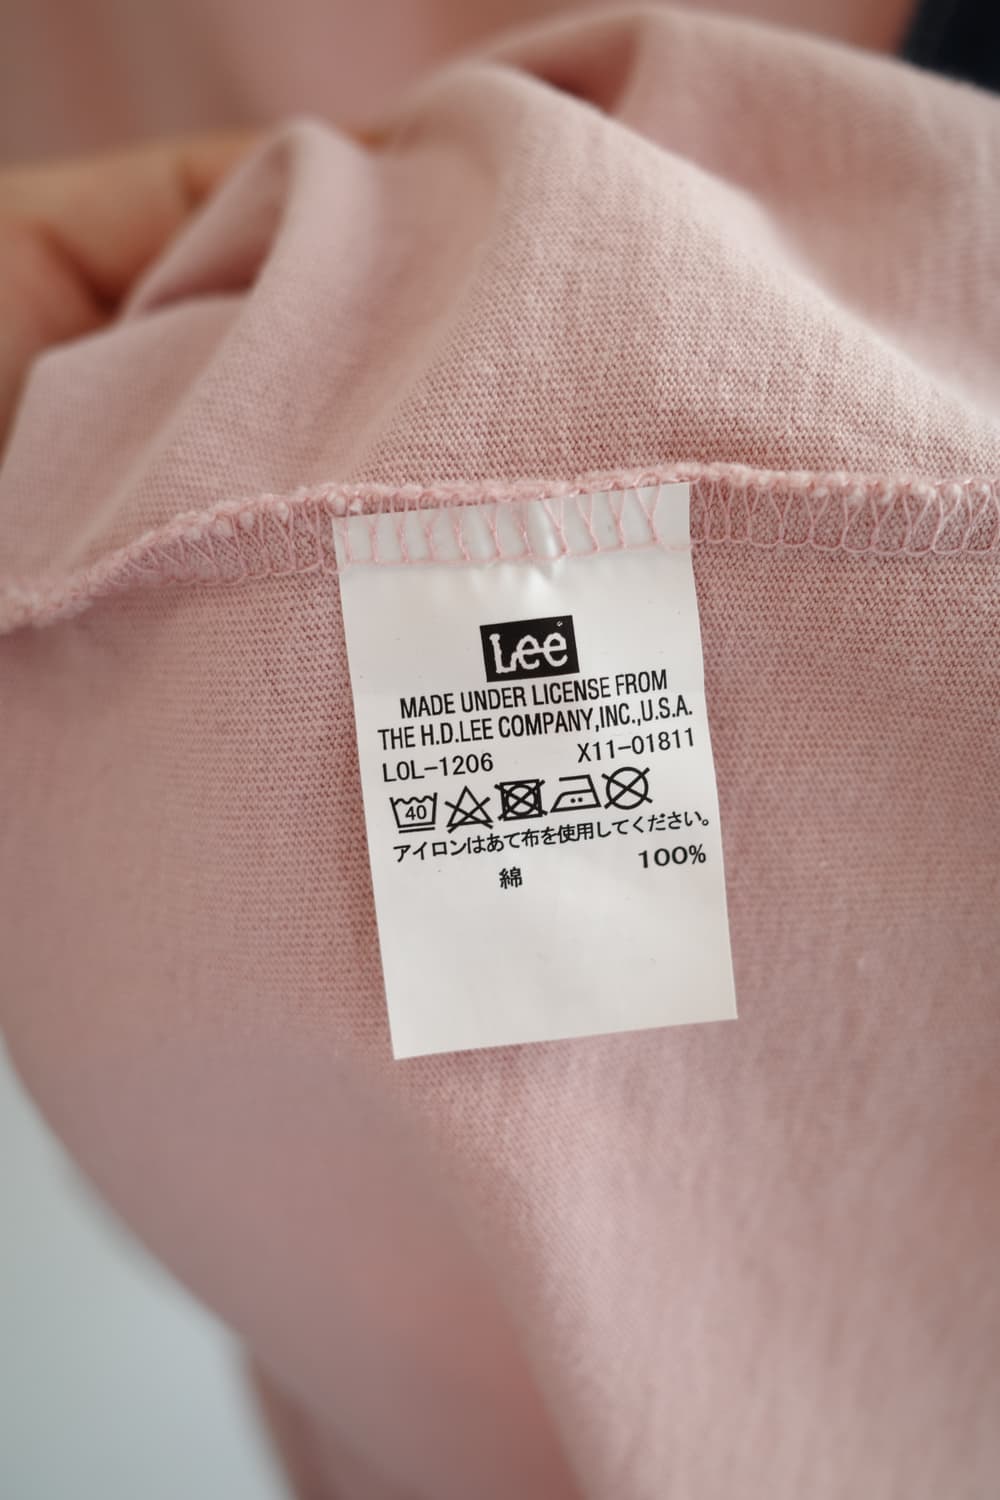 Lee
MADE UNDER LICENSE FROM
THE H.D.LEE COMPANY,INC.,U.S.A.
LOL-1206 X11-01811
40
アイロンはあて布を使用してください。
綿 100%